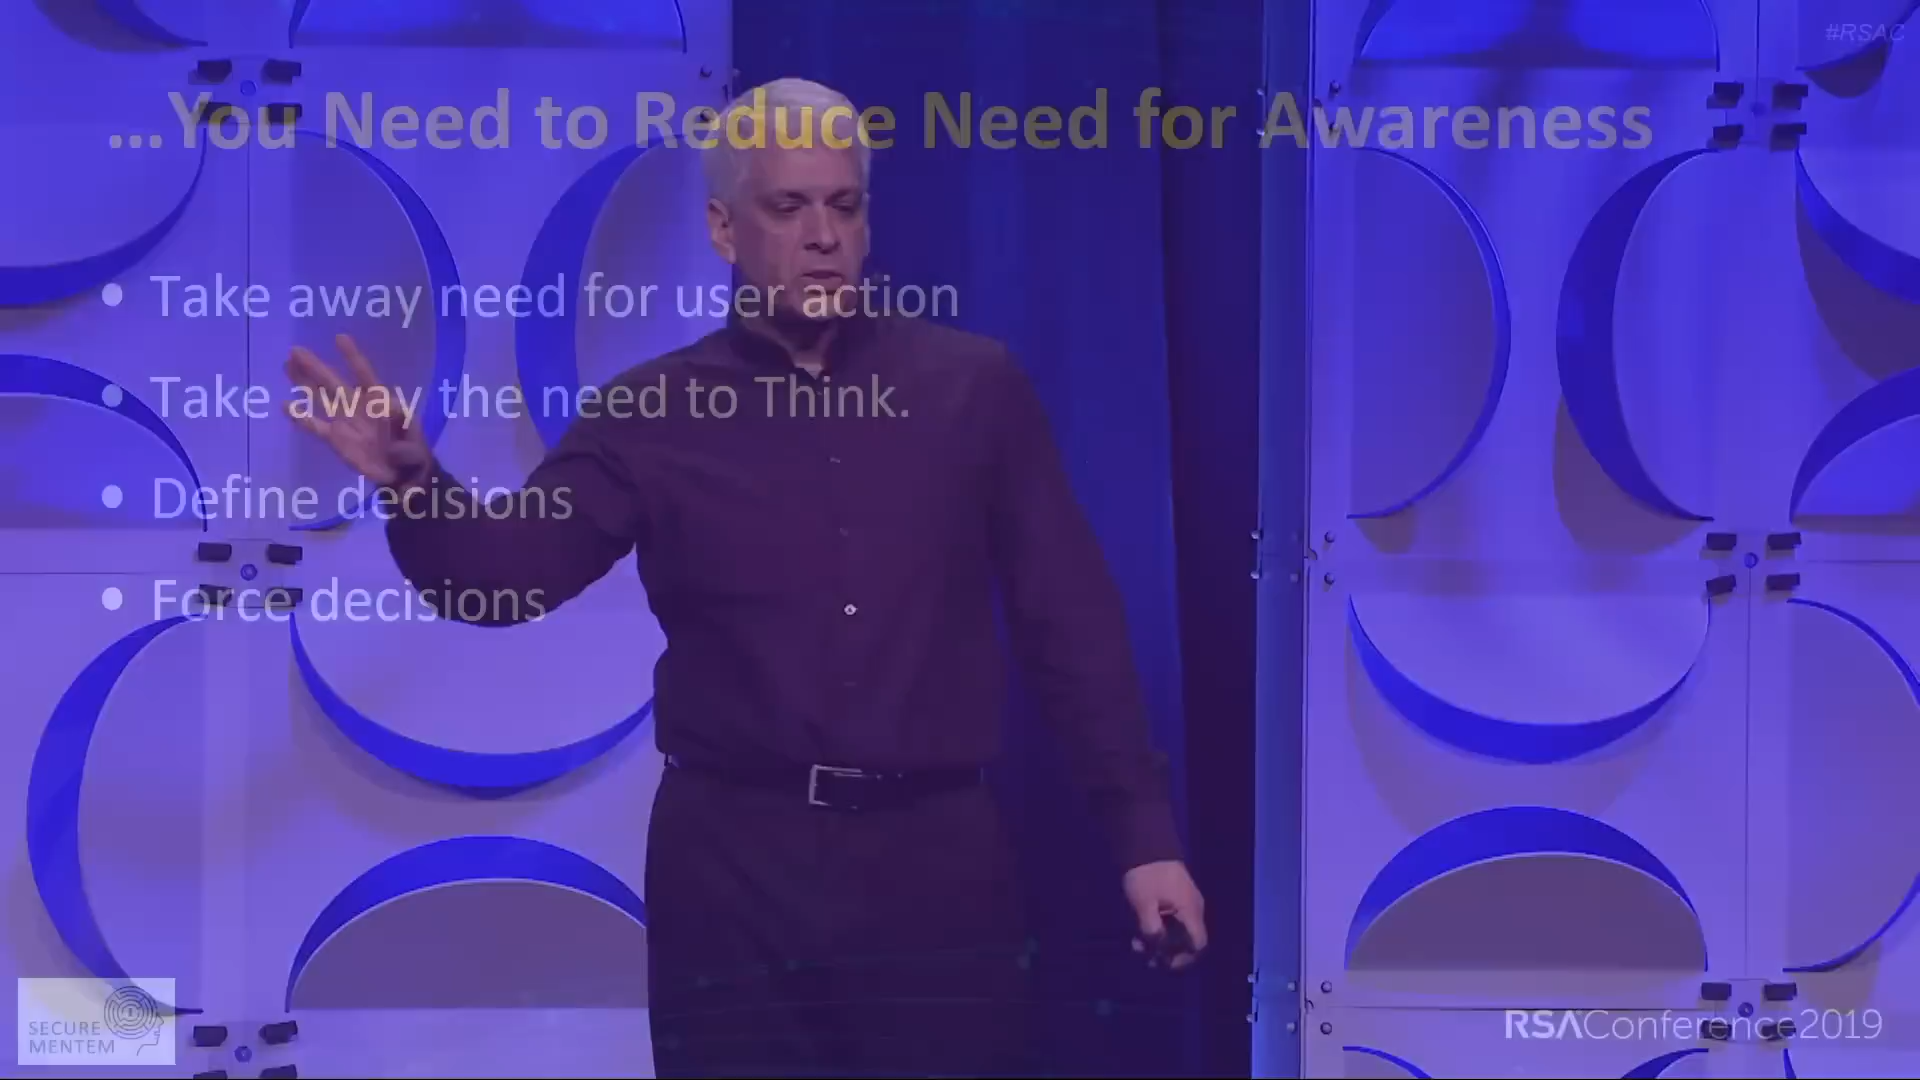 #RSAC
...You Need to Reduce Need for Awareness
• Take away need for user action
• Take away the need to Think.
• Define decisions
• Force decisions
SECURE
MENTEM
RSAConference2019